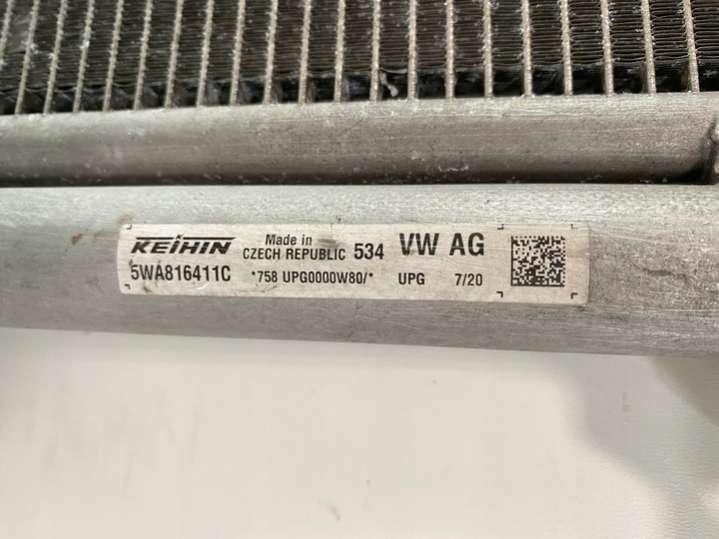 KEIHIN Made in CZECH REPUBLIC 534 VW AG
5WA816411C *758 UPG0000W80/* UPG 7/20